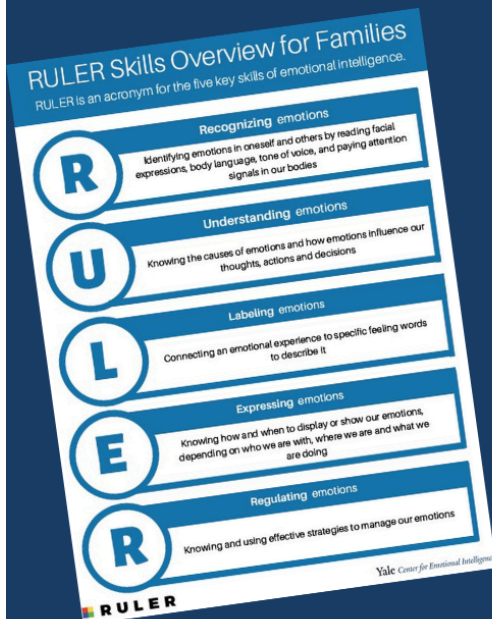 RULER Skills Overview for Families
RULER is an acronym for the five key skills of emotional intelligence.
R
Recognizing emotions
Identifying emotions in oneself and others by reading facial
expressions, body language, tone of voice, and paying attention
signals in our bodies
U
Understanding emotions
Knowing the causes of emotions and how emotions influence our
thoughts, actions and decisions
L
Labeling emotions
Connecting an emotional experience to specific feeling words
to describe it
E
Expressing emotions
Knowing how and when to display or show our emotions,
depending on who we are with, where we are and what we
are doing
R
Regulating emotions
Knowing and using effective strategies to manage our emotions
RULER
Yale Center for Emotional Intelligence